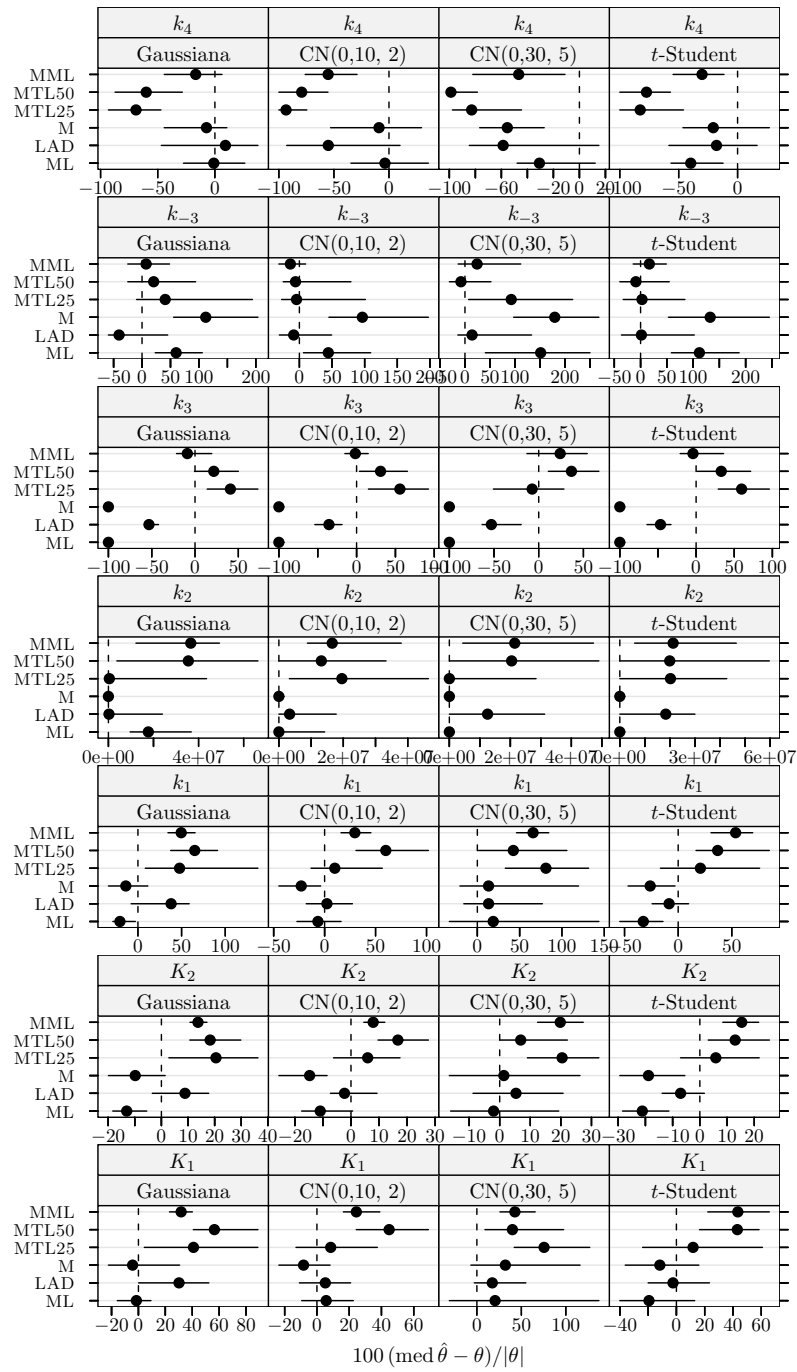 k₄ k₄ k₄ k₄
Gaussiana CN(0,10, 2) CN(0,30, 5) t-Student
MML
MTL50
MTL25
M
LAD
ML
−100 −50 0 −100 −50 0 −100 −80 −60 −40 −20 0 20 −100 −50 0
k₋₃ k₋₃ k₋₃ k₋₃
Gaussiana CN(0,10, 2) CN(0,30, 5) t-Student
MML
MTL50
MTL25
M
LAD
ML
−50 0 50 100 200 0 50 100 150 200 −50 0 50 100 200 0 50 100 200
k₃ k₃ k₃ k₃
Gaussiana CN(0,10, 2) CN(0,30, 5) t-Student
MML
MTL50
MTL25
M
LAD
ML
−100 −50 0 50 −100 −50 0 50 100 −100 −50 0 50 −100 −50 0 50 100
k₂ k₂ k₂ k₂
Gaussiana CN(0,10, 2) CN(0,30, 5) t-Student
MML
MTL50
MTL25
M
LAD
ML
0e+00 4e+07 0e+00 2e+07 4e+07 0e+00 2e+07 4e+07 0e+00 3e+07 6e+07
k₁ k₁ k₁ k₁
Gaussiana CN(0,10, 2) CN(0,30, 5) t-Student
MML
MTL50
MTL25
M
LAD
ML
0 50 100 −50 0 50 100 0 50 100 150 −50 0 50
K₂ K₂ K₂ K₂
Gaussiana CN(0,10, 2) CN(0,30, 5) t-Student
MML
MTL50
MTL25
M
LAD
ML
−20 0 10 20 30 40 −20 0 10 20 30 −10 0 10 20 30 −30 −10 0 10 20
K₁ K₁ K₁ K₁
Gaussiana CN(0,10, 2) CN(0,30, 5) t-Student
MML
MTL50
MTL25
M
LAD
ML
−20 0 20 40 60 80 −20 0 20 40 60 0 50 100 −40 0 20 40 60
100 (med θ̂ − θ)/|θ|